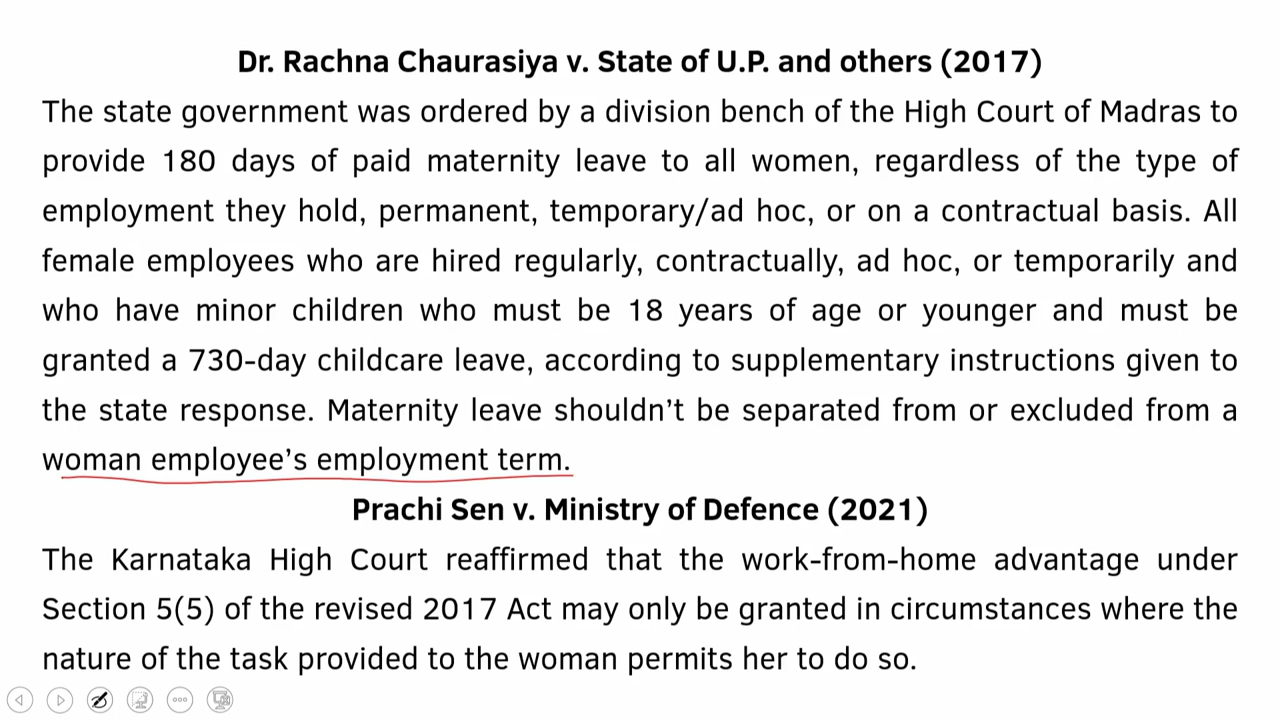 Dr. Rachna Chaurasiya v. State of U.P. and others (2017)
The state government was ordered by a division bench of the High Court of Madras to
provide 180 days of paid maternity leave to all women, regardless of the type of
employment they hold, permanent, temporary/ad hoc, or on a contractual basis. All
female employees who are hired regularly, contractually, ad hoc, or temporarily and
who have minor children who must be 18 years of age or younger and must be
granted a 730-day childcare leave, according to supplementary instructions given to
the state response. Maternity leave shouldn’t be separated from or excluded from a
woman employee’s employment term.
Prachi Sen v. Ministry of Defence (2021)
The Karnataka High Court reaffirmed that the work-from-home advantage under
Section 5(5) of the revised 2017 Act may only be granted in circumstances where the
nature of the task provided to the woman permits her to do so.